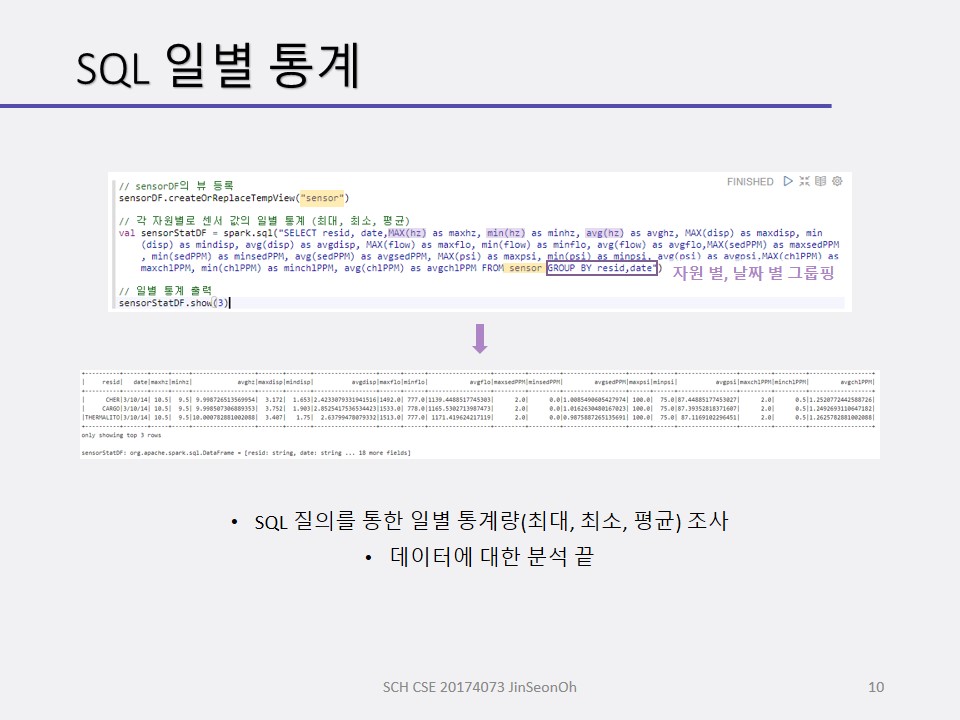 SQL 일별 통계
FINISHED
// sensorDF의 뷰 등록
sensorDF.createOrReplaceTempView("sensor")
// 각 자원별로 센서 값의 일별 통계 (최대, 최소, 평균)
val sensorStatDF = spark.sql("SELECT resid, date,MAX(hz) as maxhz, min(hz) as minhz, avg(hz) as avghz, MAX(disp) as maxdisp, min
(disp) as mindisp, avg(disp) as avgdisp, MAX(flow) as maxflo, min(flow) as minflo, avg(flow) as avgflo,MAX(sedPPM) as maxsedPPM
, min(sedPPM) as minsedPPM, avg(sedPPM) as avgsedPPM, MAX(psi) as maxpsi, min(psi) as minpsi, avg(psi) as avgpsi,MAX(chlPPM) as
maxchlPPM, min(chlPPM) as minchlPPM, avg(chlPPM) as avgchlPPM FROM sensor GROUP BY resid,date")
자원 별, 날짜 별 그룹핑
// 일별 통계 출력
sensorStatDF.show(3)
| resid| date|maxhz|minhz| avghz|maxdisp|mindisp| avgdisp|maxflo|minflo| avgflo|maxsedPPM|minsedPPM| avgsedPPM|maxpsi|minpsi| avgpsi|maxchlPPM|minchlPPM| avgchlPPM|
| CHER|3/10/14| 10.5| 9.5| 9.998726513569954| 3.172| 1.653|2.4233079331941516|1492.0| 777.0|1139.4488517745303| 2.0| 0.0|1.0085490605427974| 100.0| 75.0|87.44885177453027| 2.0| 0.5|1.2520772442588726|
| CARGO|3/10/14| 10.5| 9.5| 9.998507306889353| 3.752| 1.903|2.8525417536534423|1533.0| 778.0|1165.5302713987473| 2.0| 0.0|1.0162630480167023| 100.0| 75.0|87.39352818371607| 2.0| 0.5|1.2492693110647182|
|THERMALITO|3/10/14| 10.5| 9.5|10.000782881002088| 3.407| 1.75| 2.63799478079332|1513.0| 777.0| 1171.419624217119| 2.0| 0.0| 0.9875887265135691| 100.0| 75.0| 87.1169102296451| 2.0| 0.5|1.2625782881002088|
only showing top 3 rows
sensorStatDF: org.apache.spark.sql.DataFrame = [resid: string, date: string ... 18 more fields]
• SQL 질의를 통한 일별 통계량(최대, 최소, 평균) 조사
• 데이터에 대한 분석 끝
SCH CSE 20174073 JinSeonOh
10